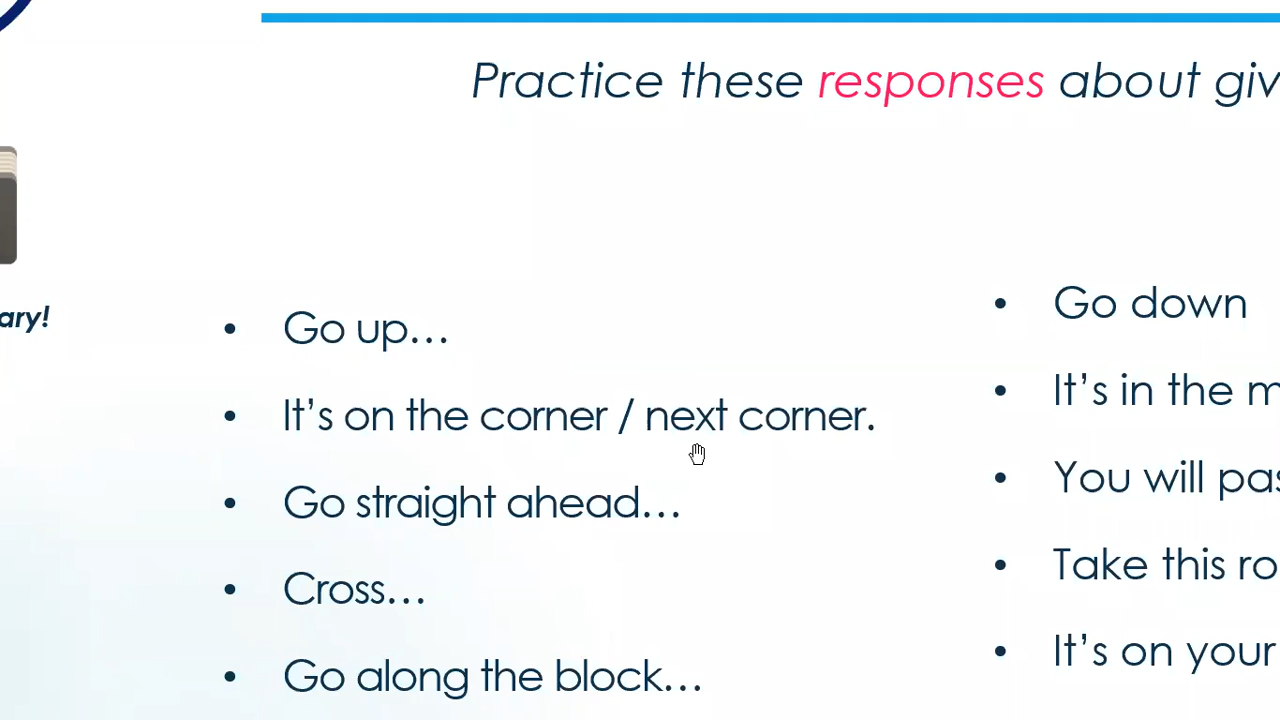 Practice these responses about giv
ary!
• Go up…
• It’s on the corner / next corner.
• Go straight ahead…
• Cross…
• Go along the block…
• Go down
• It’s in the m
• You will pas
• Take this ro
• It’s on your